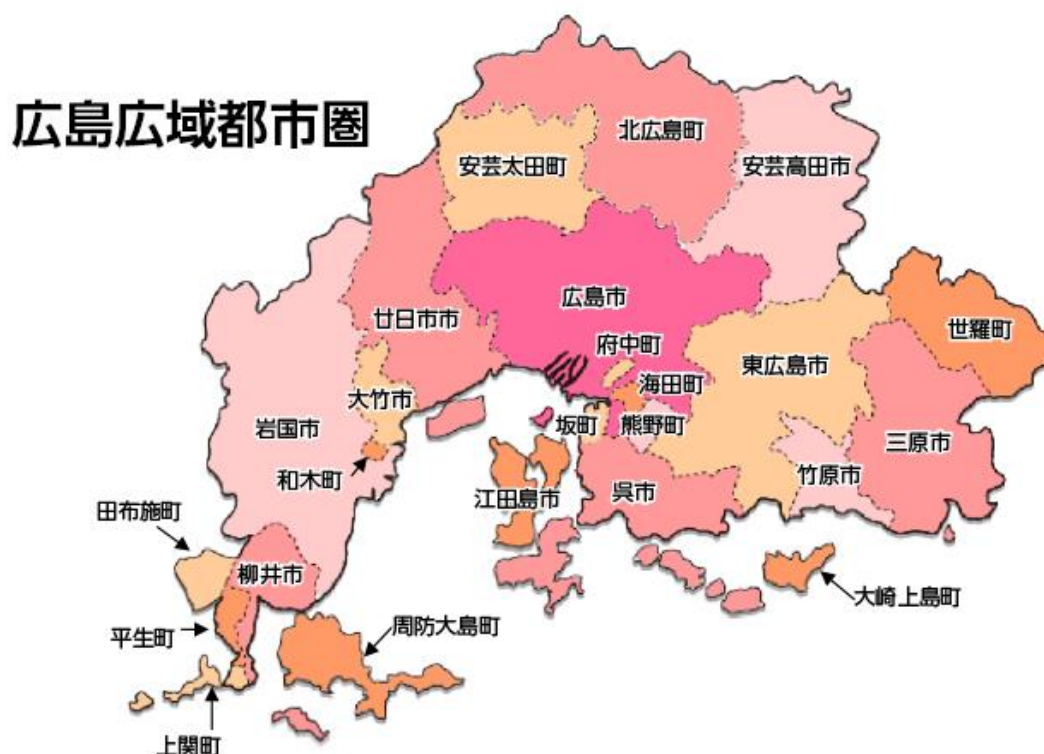 広島広域都市圏
北広島町
安芸太田町
安芸高田市
広島市
廿日市市
世羅町
府中町
東広島市
海田町
大竹市
岩国市
坂町
熊野町
三原市
和木町
竹原市
江田島市
呉市
田布施町
柳井市
大崎上島町
平生町
周防大島町
上関町